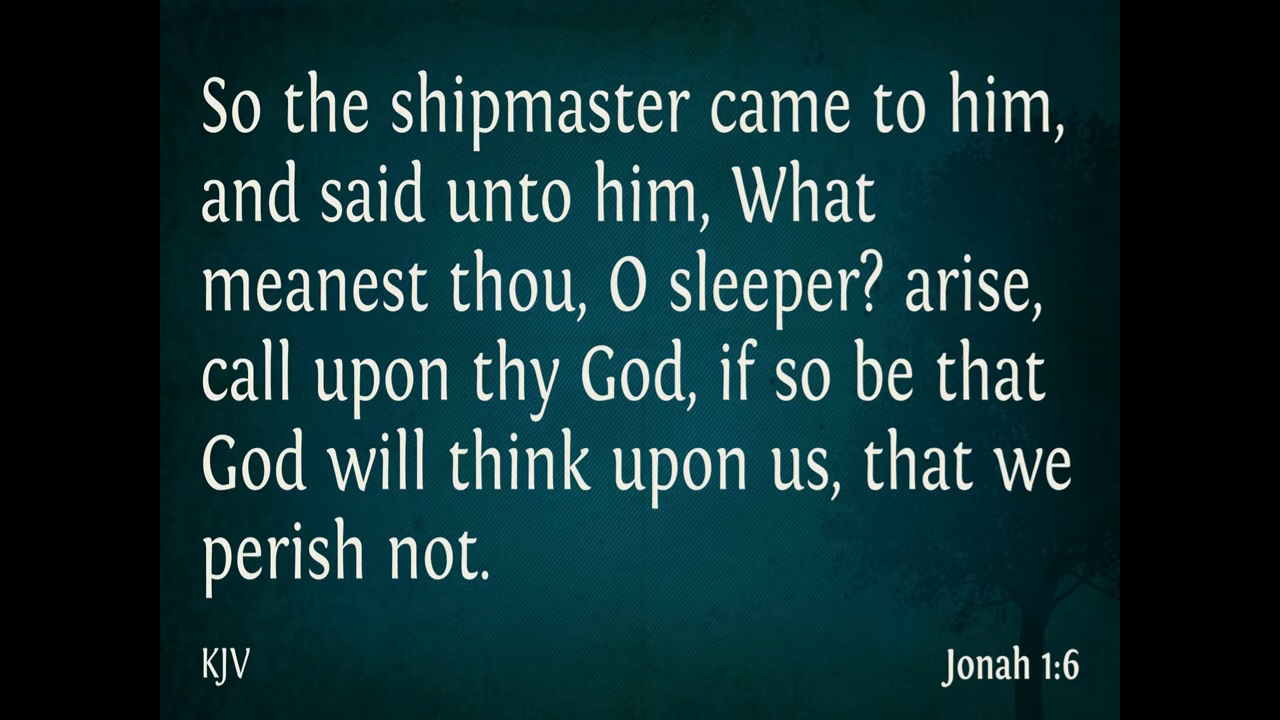 So the shipmaster came to him,
and said unto him, What
meanest thou, O sleeper? arise,
call upon thy God, if so be that
God will think upon us, that we
perish not.
KJV
Jonah 1:6